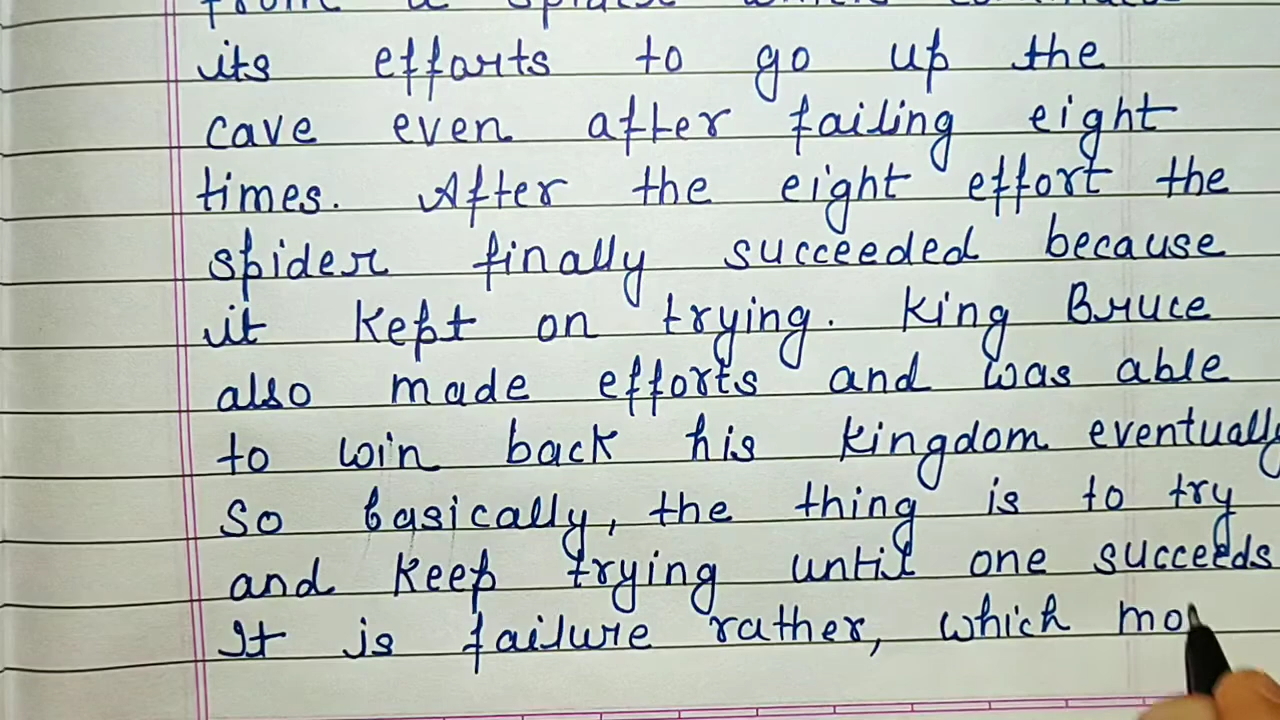 its efforts to go up the
cave even after failing eight
times. After the eight effort the
spider finally succeeded because
it kept on trying. King Bruce
also made efforts and was able
to win back his kingdom eventually
So basically, the thing is to try
and keep trying until one succeeds
It is failure rather, which mo